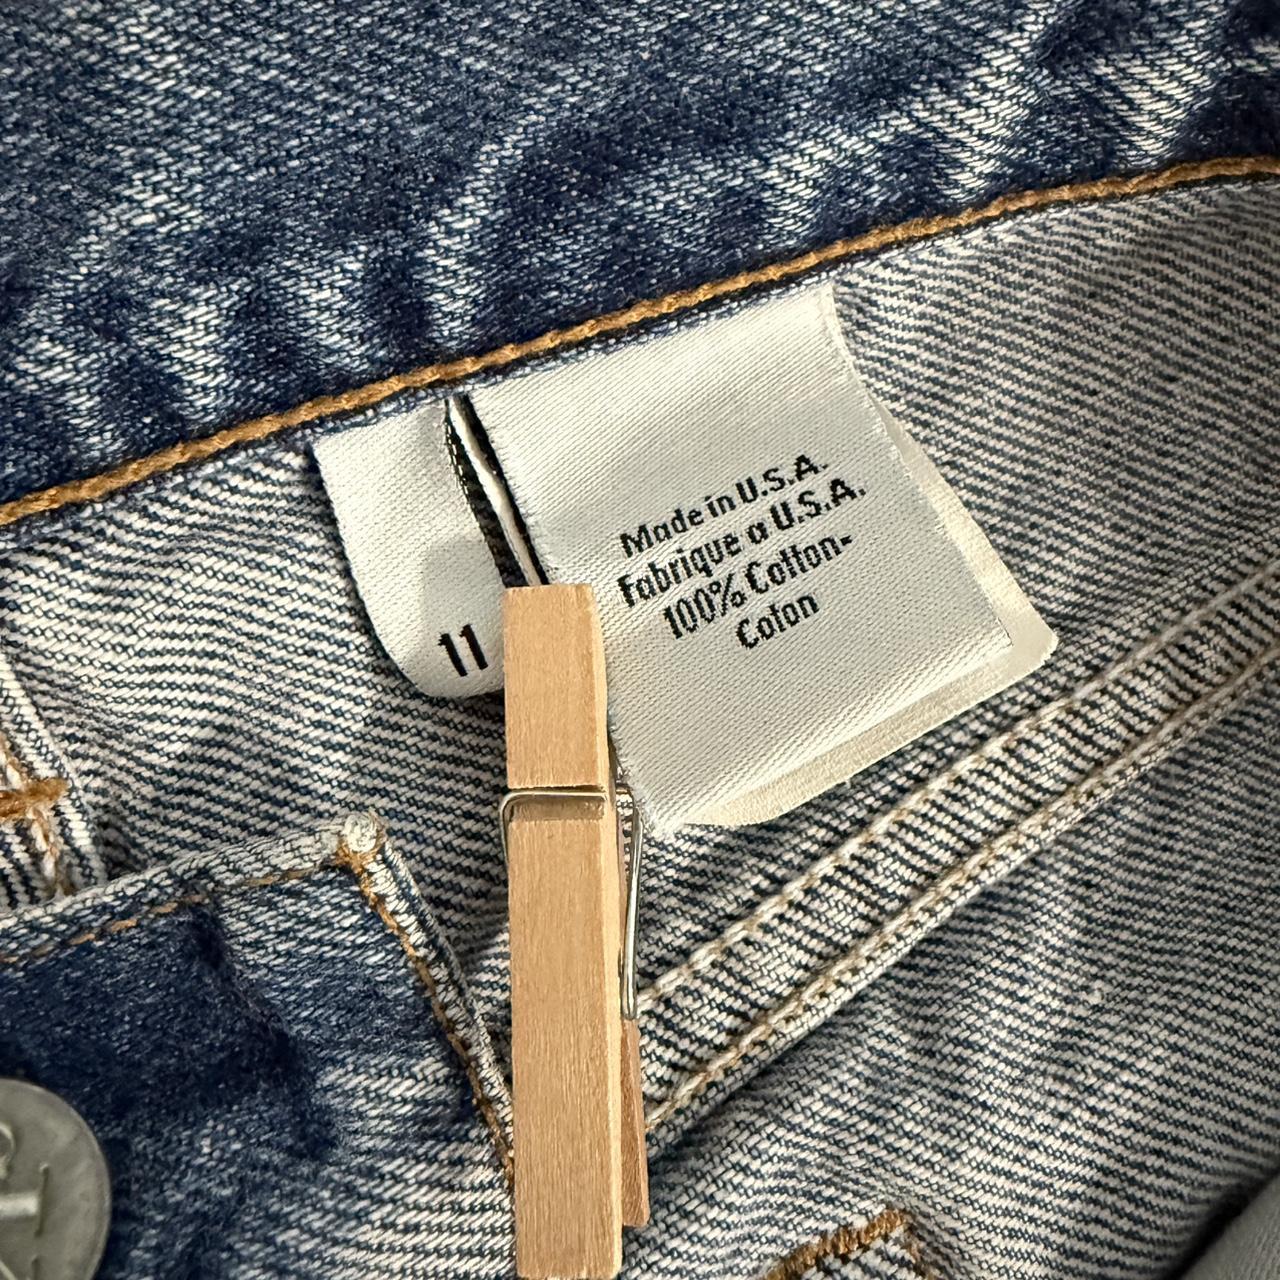 11
Made in U.S.A.
Fabrique a U.S.A.
100% Cotton-
Coton